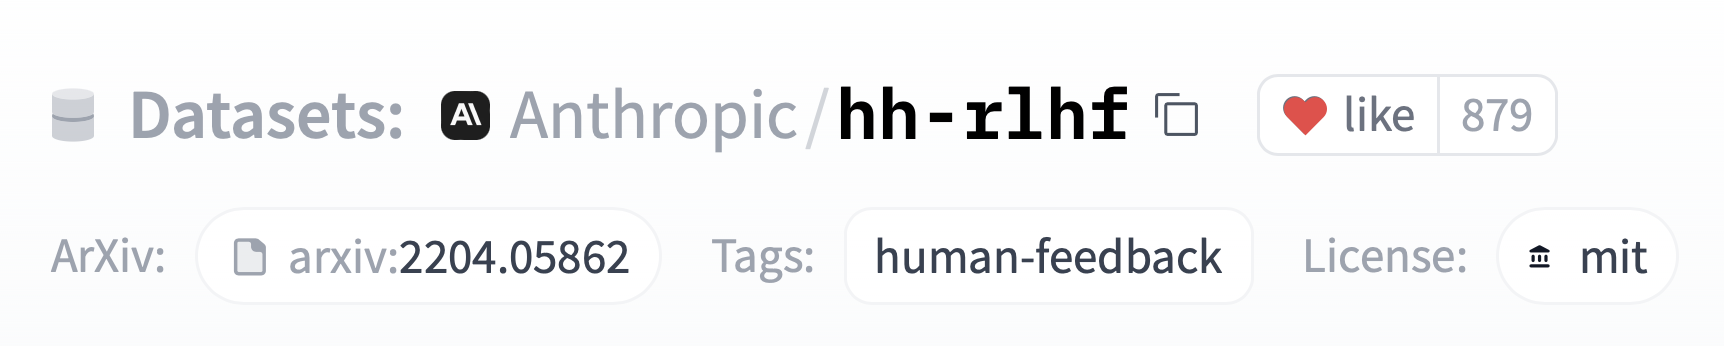 Datasets: Anthropic/hh-rlhf like 879
ArXiv: arxiv:2204.05862 Tags: human-feedback License: mit